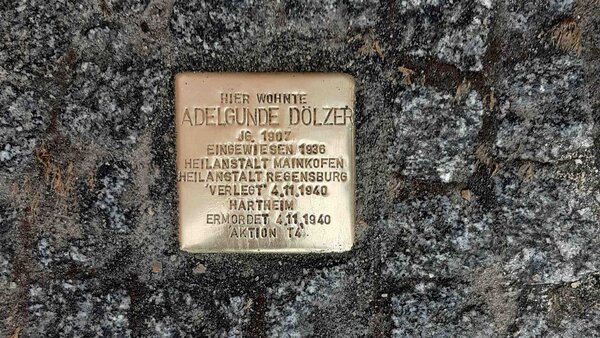 HIER WOHNTE
ADELGUNDE DÖLZER
JG. 1907
EINGEWIESEN 1936
HEILANSTALT MAINKOFEN
HEILANSTALT REGENSBURG
'VERLEGT' 4.11.1940
HARTHEIM
ERMORDET 4.11.1940
'AKTION T4'